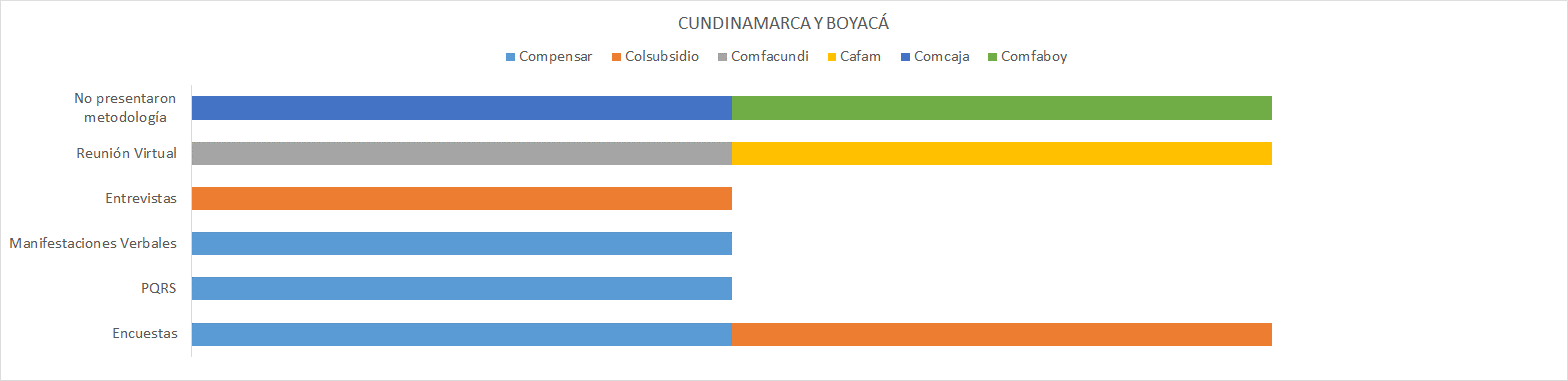 CUNDINAMARCA Y BOYACÁ
Compensar Colsubsidio Comfacundi Cafam Comcaja Comfaboy
No presentaron
metodología
Reunión Virtual
Entrevistas
Manifestaciones Verbales
PQRS
Encuestas